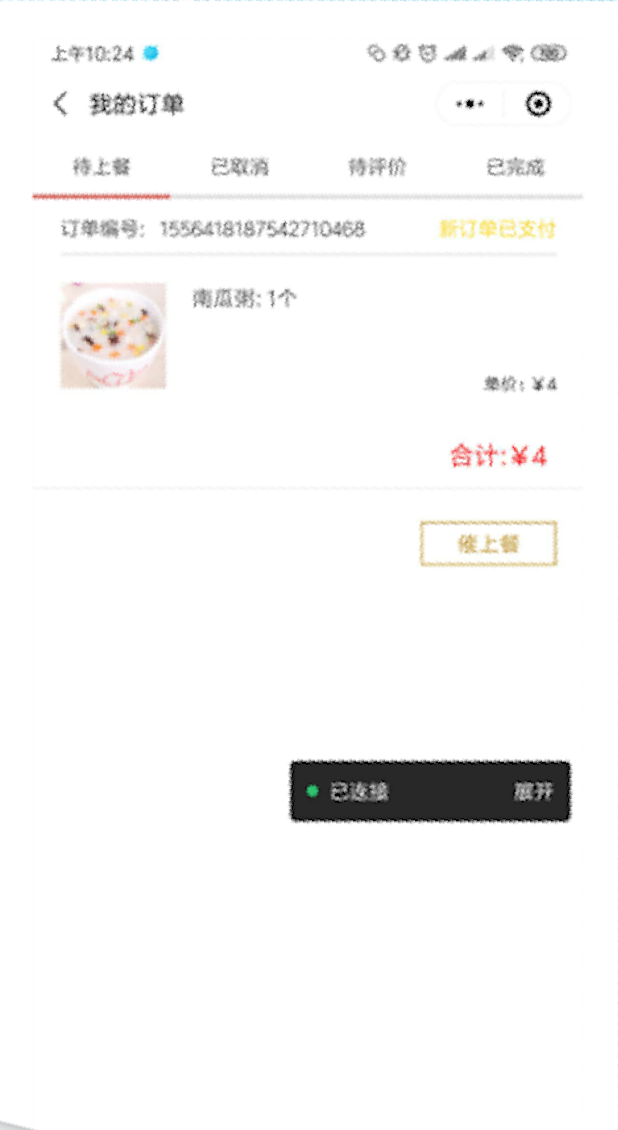 上午10:24
我的订单
待上餐 已取消 待评价 已完成
订单编号: 1556418187542710468 新订单已支付
南瓜粥: 1个
单价: ¥4
合计:¥4
催上餐
已连接 展开